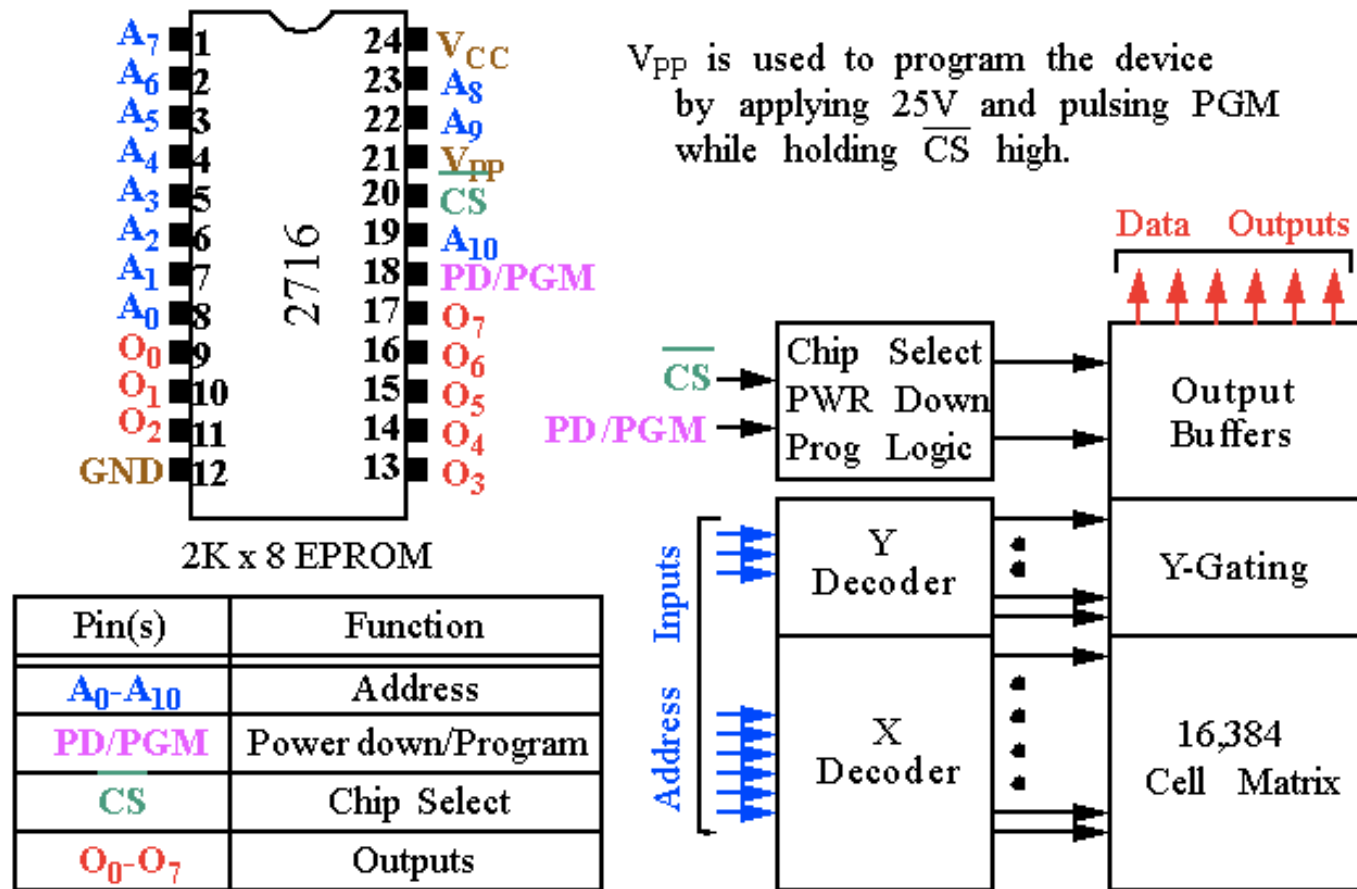 A7 1 24 VCC
A6 2 23 A8
A5 3 22 A9
A4 4 21 VPP
A3 5 20 C̅S̅
A2 6 19 A10
A1 7 18 PD/PGM
A0 8 17 O7
O0 9 16 O6
O1 10 15 O5
O2 11 14 O4
GND 12 13 O3
2716
2K x 8 EPROM
VPP is used to program the device
by applying 25V and pulsing PGM
while holding C̅S̅ high.
Pin(s) Function
A0-A10 Address
PD/PGM Power down/Program
C̅S̅ Chip Select
O0-O7 Outputs
Data Outputs
C̅S̅
PD/PGM
Chip Select
PWR Down
Prog Logic
Output
Buffers
Address Inputs
Y
Decoder
Y-Gating
X
Decoder
16,384
Cell Matrix